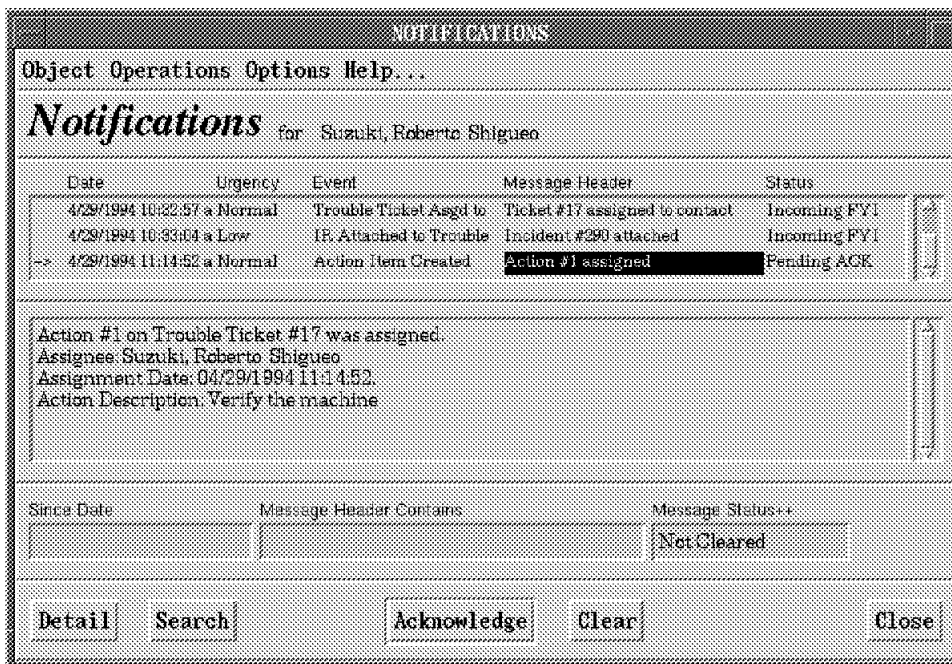 NOTIFICATIONS
Object Operations Options Help...
Notifications for Suzuki, Roberto Shigueo
Date Urgency Event Message Header Status
4/29/1994 10:32:57 a Normal Trouble Ticket Asgd to Ticket #17 assigned to contact Incoming FYI
4/29/1994 10:33:04 a Low IR Attached to Trouble Incident #290 attached Incoming FYI
--> 4/29/1994 11:14:52 a Normal Action Item Created Action #1 assigned Pending ACK
Action #1 on Trouble Ticket #17 was assigned.
Assignee: Suzuki, Roberto Shigueo
Assignment Date: 04/29/1994 11:14:52.
Action Description: Verify the machine
Since Date Message Header Contains Message Status++
Not Cleared
Detail Search Acknowledge Clear Close